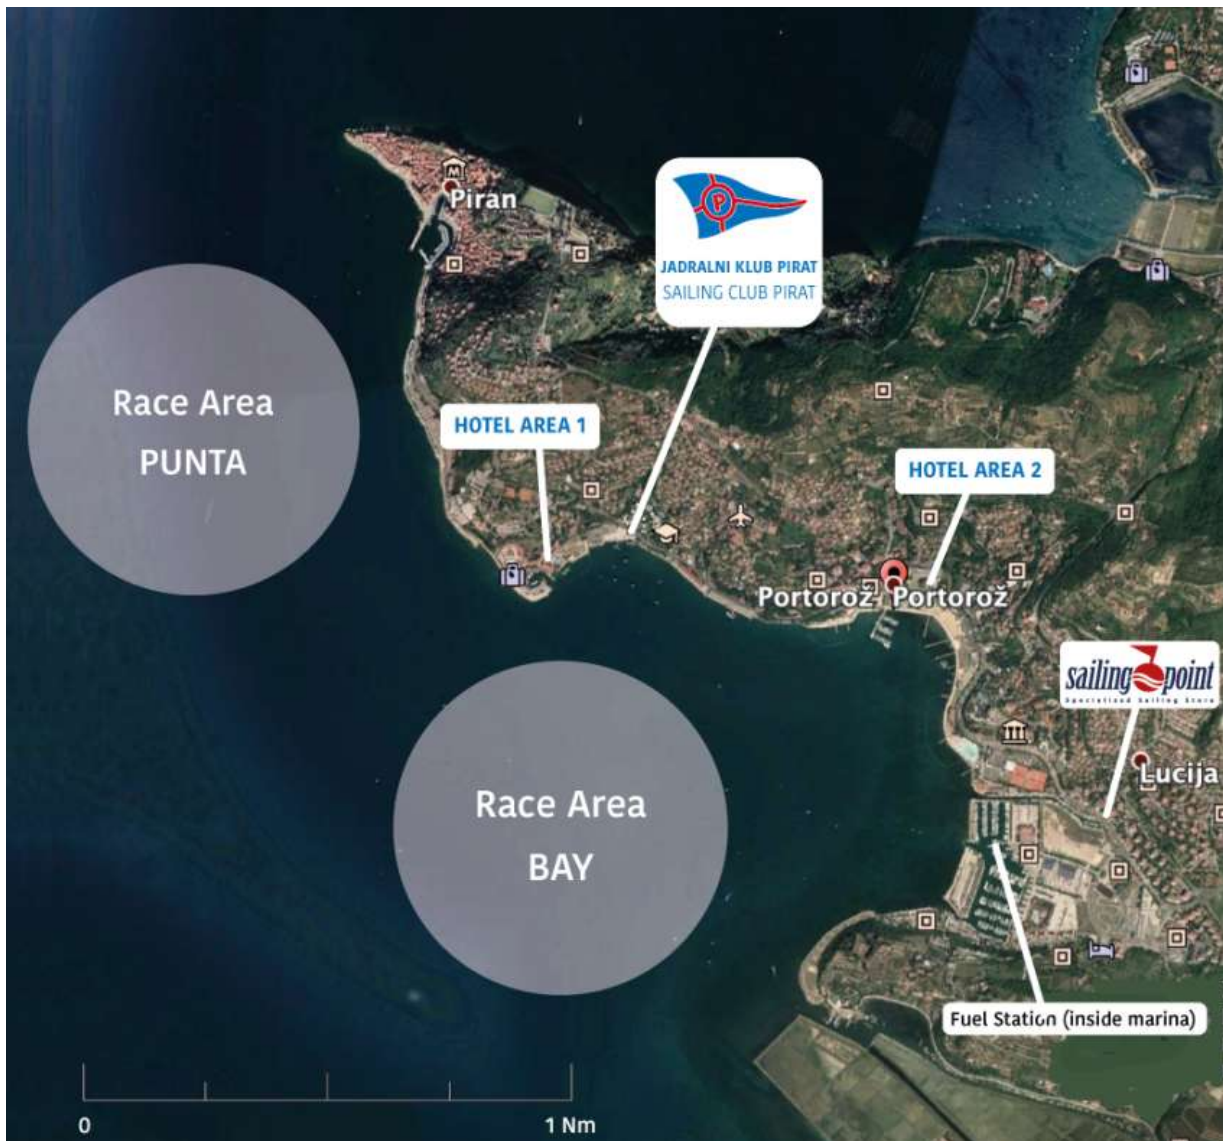 M
Piran
P
JADRALNI KLUB PIRAT
SAILING CLUB PIRAT
Race Area
PUNTA
HOTEL AREA 1
HOTEL AREA 2
Portorož
Portorož
sailing point
Specialized Sailing Store
Lucija
Race Area
BAY
Fuel Station (inside marina)
0
1 Nm